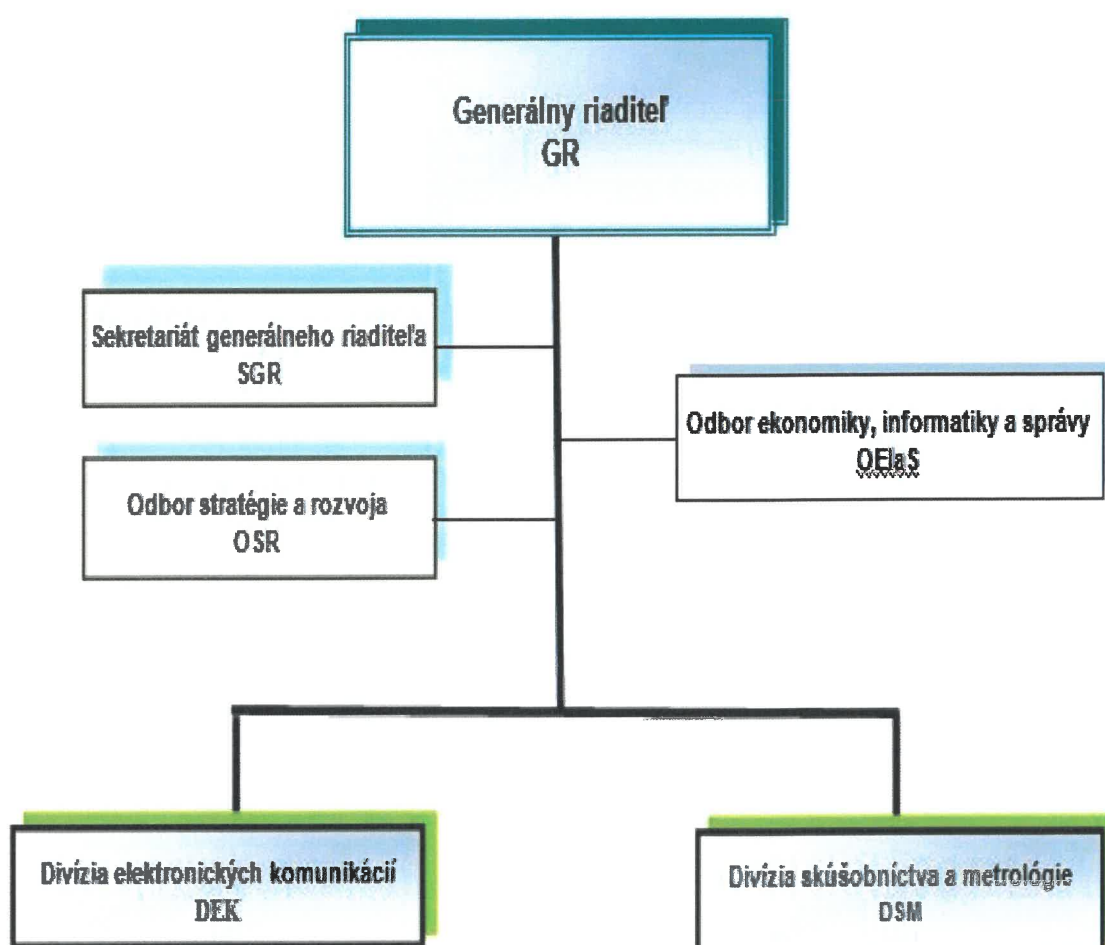 Generálny riaditeľ
GR
Sekretariát generálneho riaditeľa
SGR
Odbor ekonomiky, informatiky a správy
OEIaS
Odbor stratégie a rozvoja
OSR
Divízia elektronických komunikácií
DEK
Divízia skúšobníctva a metrológie
DSM